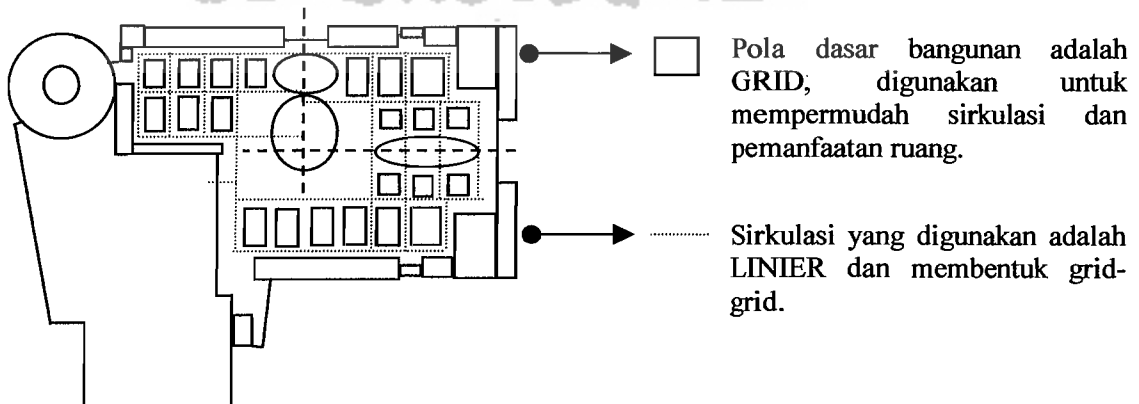 Pola dasar bangunan adalah
GRID, digunakan untuk
mempermudah sirkulasi dan
pemanfaatan ruang.
Sirkulasi yang digunakan adalah
LINIER dan membentuk grid-
grid.